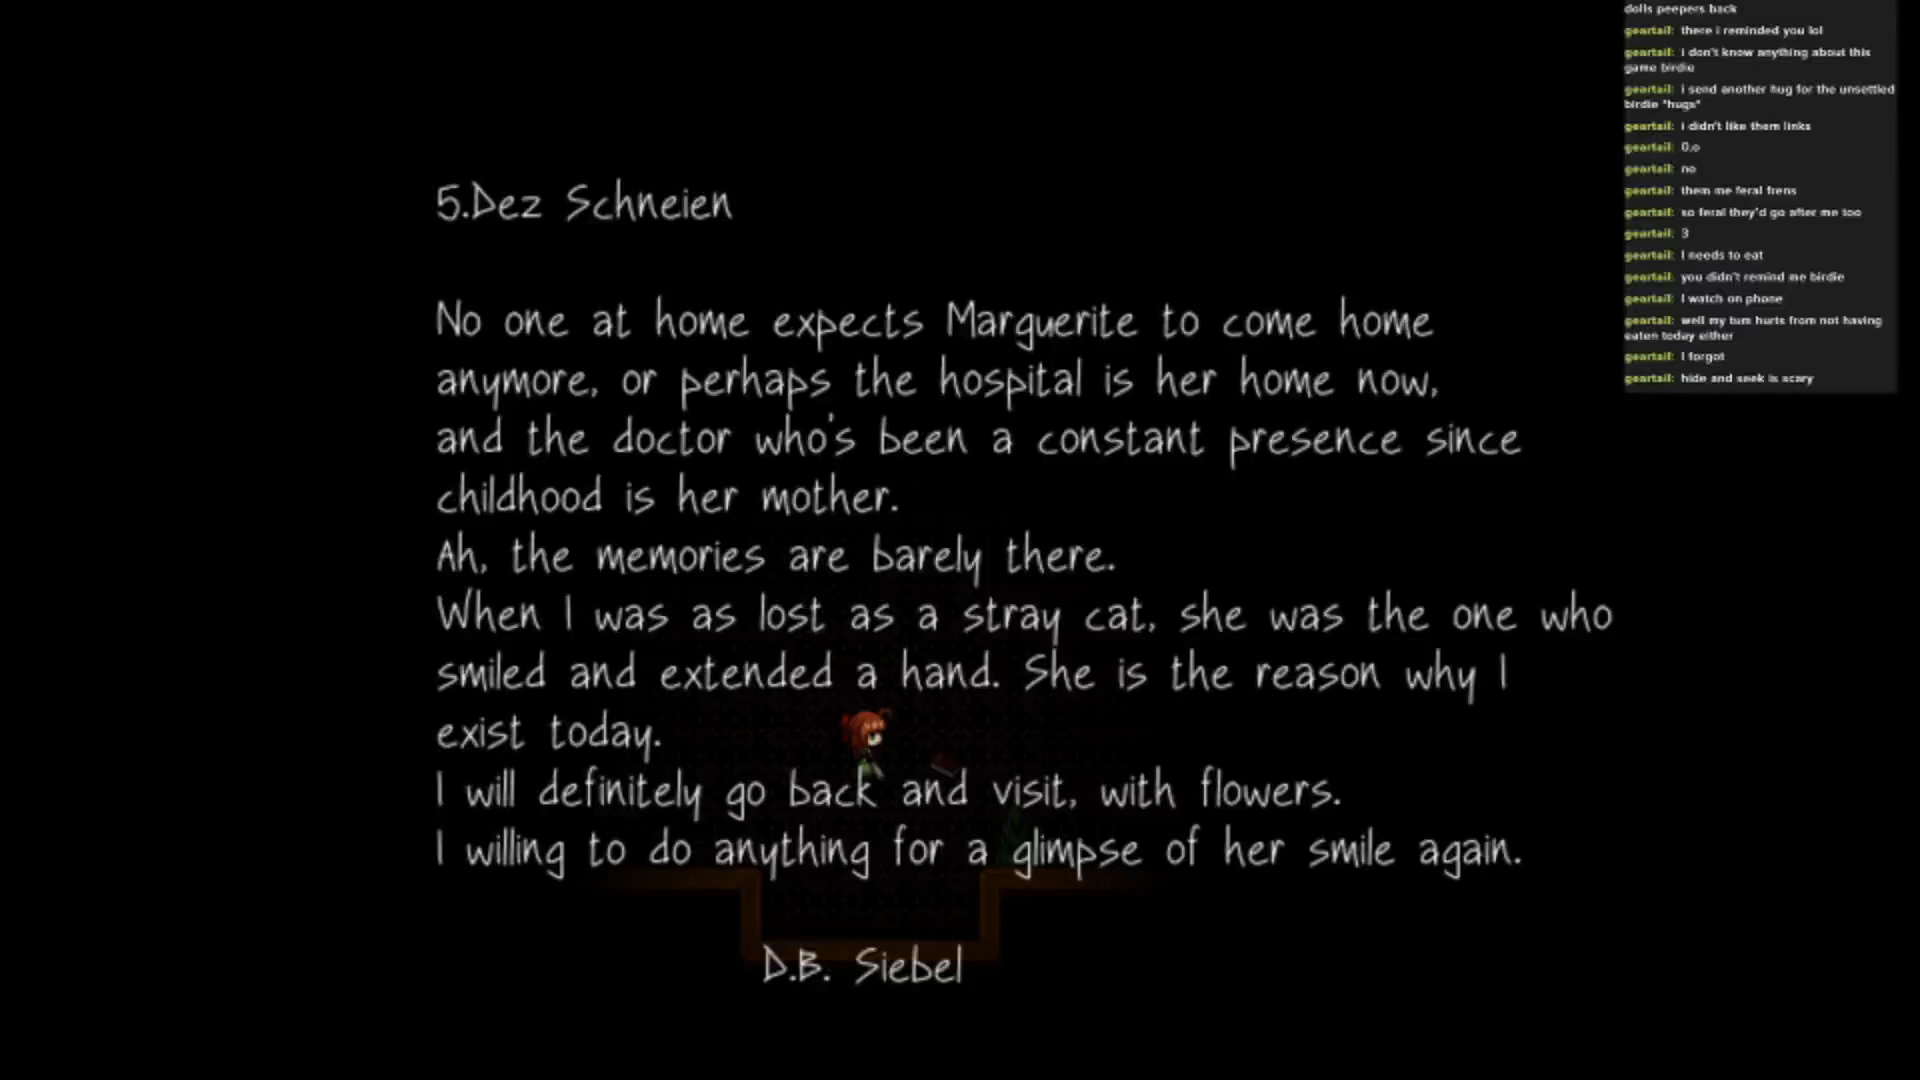 5.Dez Schneien
No one at home expects Marguerite to come home
anymore, or perhaps the hospital is her home now,
and the doctor who's been a constant presence since
childhood is her mother.
Ah, the memories are barely there.
When I was as lost as a stray cat, she was the one who
smiled and extended a hand. She is the reason why I
exist today.
I will definitely go back and visit, with flowers.
I willing to do anything for a glimpse of her smile again.
D.B. Siebel
dolls peepers back
geartail: there i reminded you lol
geartail: i don't know anything about this
game birdie
geartail: i send another hug for the unsettled
birdie *hugs*
geartail: i didn't like them links
geartail: 0.o
geartail: no
geartail: them me feral frens
geartail: so feral they'd go after me too
geartail: 3
geartail: I needs to eat
geartail: you didn't remind me birdie
geartail: I watch on phone
geartail: well my tum hurts from not having
eaten today either
geartail: I forgot
geartail: hide and seek is scary